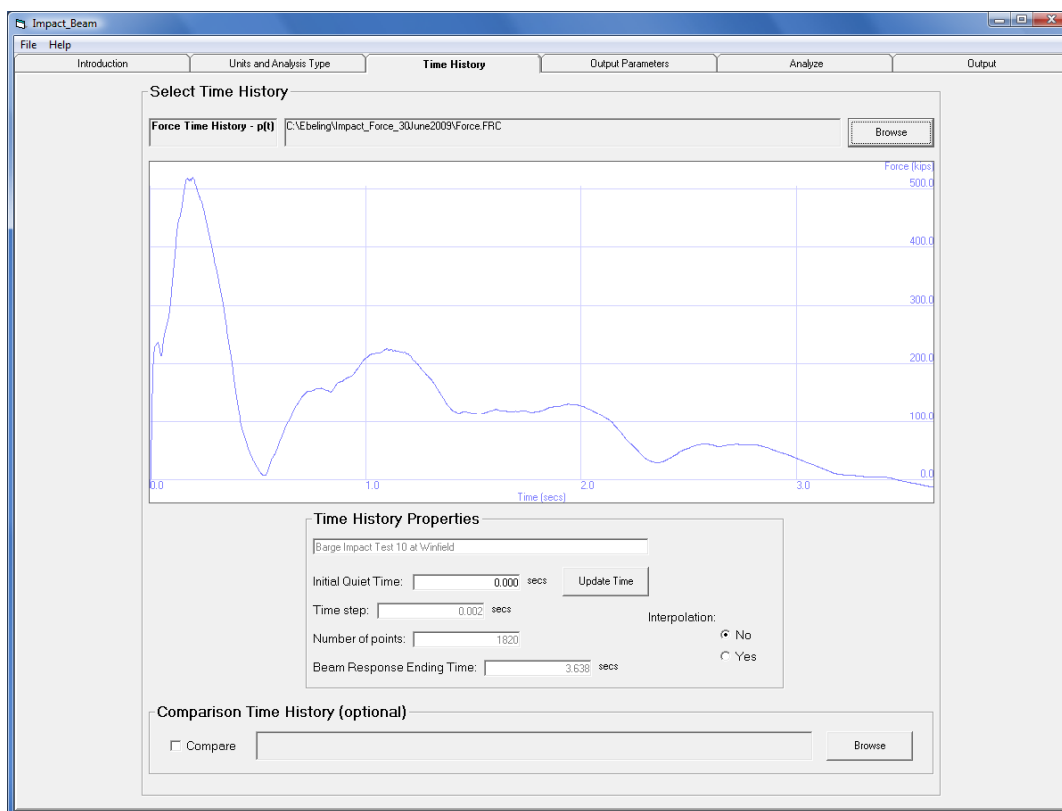 Impact_Beam
File Help
Introduction Units and Analysis Type Time History Output Parameters Analyze Output
Select Time History
Force Time History - p(t) C:\Ebeling\Impact_Force_30June2009\Force.FRC Browse
Force (kips)
500.0
400.0
300.0
200.0
100.0
0.0
0.0 1.0 2.0 3.0
Time (secs)
Time History Properties
Barge Impact Test 10 at Winfield
Initial Quiet Time: 0.000 secs Update Time
Time step: 0.002 secs
Interpolation:
No
Number of points: 1820
Yes
Beam Response Ending Time: 3.638 secs
Comparison Time History (optional)
Compare Browse